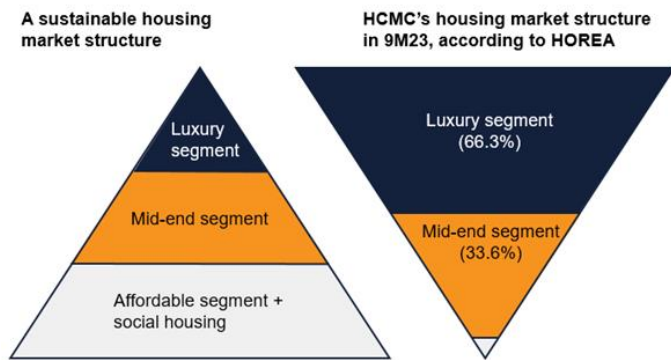 A sustainable housing
market structure
Luxury
segment
Mid-end segment
Affordable segment +
social housing
HCMC's housing market structure
in 9M23, according to HOREA
Luxury segment
(66.3%)
Mid-end segment
(33.6%)